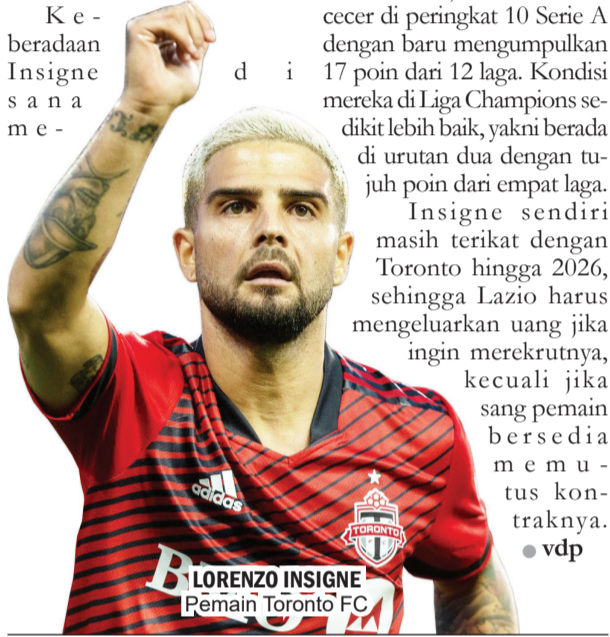 Ke-
beradaan
Insigne di
sana
me-
cecer di peringkat 10 Serie A
dengan baru mengumpulkan
17 poin dari 12 laga. Kondisi
mereka di Liga Champions se-
dikit lebih baik, yakni berada
di urutan dua dengan tu-
juh poin dari empat laga.
Insigne sendiri
masih terikat dengan
Toronto hingga 2026,
sehingga Lazio harus
mengeluarkan uang jika
ingin merekrutnya,
kecuali jika
sang pemain
bersedia
memu-
tus kon-
traknya.
● vdp
adidas
TORONTO
LORENZO INSIGNE
Pemain Toronto FC